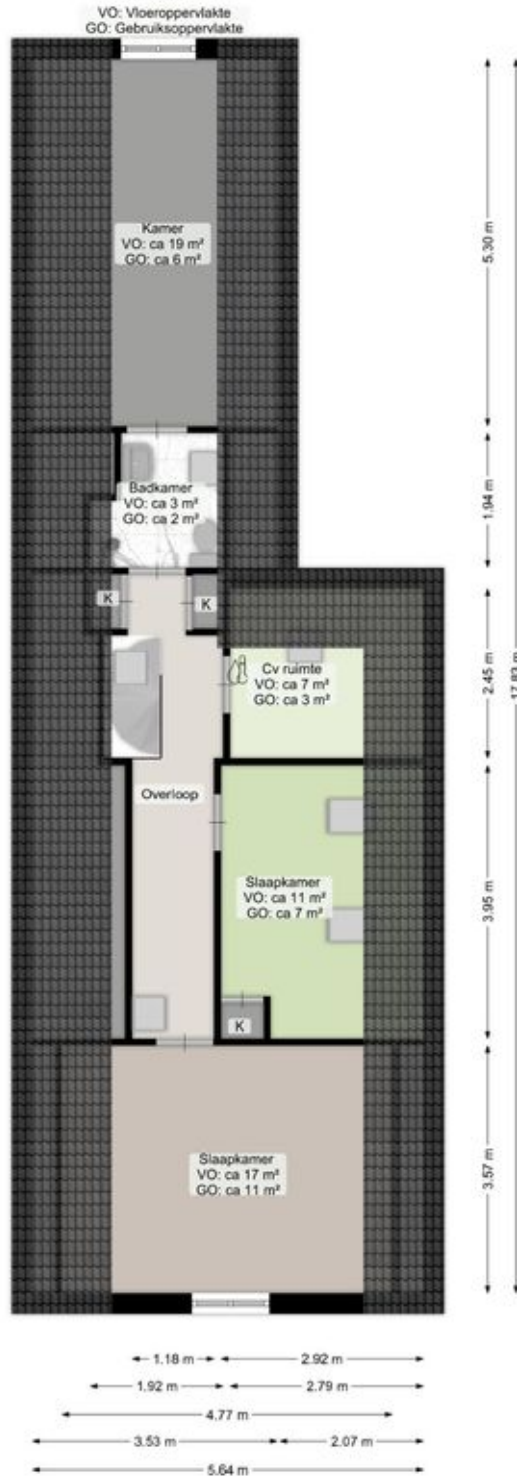 VO: Vloeroppervlakte
GO: Gebruiksoppervlakte
Kamer
VO: ca 19 m²
GO: ca 6 m²
5.30 m
Badkamer
VO: ca 3 m²
GO: ca 2 m²
1.94 m
K
K
Cv ruimte
VO: ca 7 m²
GO: ca 3 m²
2.45 m
17.83 m
Overloop
Slaapkamer
VO: ca 11 m²
GO: ca 7 m²
3.95 m
K
Slaapkamer
VO: ca 17 m²
GO: ca 11 m²
3.57 m
1.18 m
2.92 m
1.92 m
2.79 m
4.77 m
3.53 m
2.07 m
5.64 m